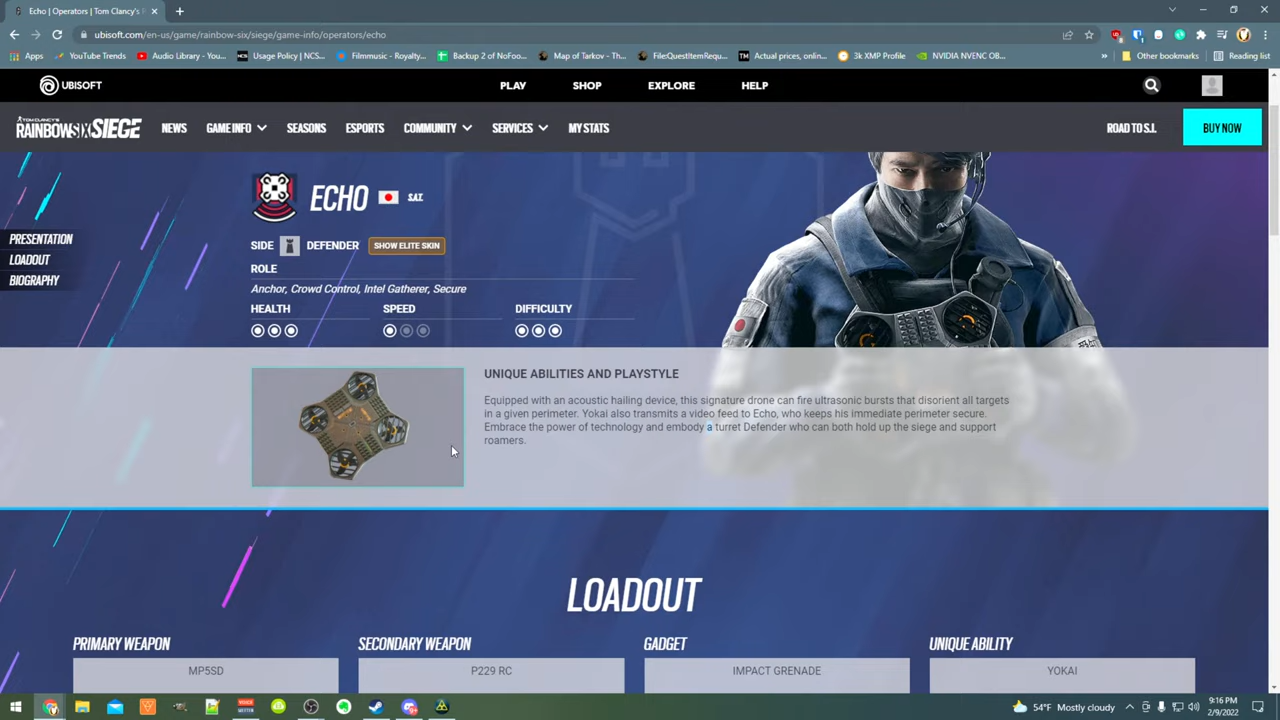 Echo | Operators | Tom Clancy's R
ubisoft.com/en-us/game/rainbow-six/siege/game-info/operators/echo
Apps
YouTube Trends
Audio Library - You...
Usage Policy | NCS...
Filmmusic - Royalty...
Backup 2 of NoFoo...
Map of Tarkov - Th...
File:QuestItemRequ...
Actual prices, onlin...
3k XMP Profile
NVIDIA NVENC OB...
»
Other bookmarks
Reading list
UBISOFT
PLAY
SHOP
EXPLORE
HELP
TOM CLANCY'S
RAINBOW SIX SIEGE
NEWS
GAME INFO
SEASONS
ESPORTS
COMMUNITY
SERVICES
MY STATS
ROAD TO S.I.
BUY NOW
PRESENTATION
LOADOUT
BIOGRAPHY
ECHO
S.A.T.
SIDE
DEFENDER
SHOW ELITE SKIN
ROLE
Anchor, Crowd Control, Intel Gatherer, Secure
HEALTH
SPEED
DIFFICULTY
UNIQUE ABILITIES AND PLAYSTYLE
Equipped with an acoustic hailing device, this signature drone can fire ultrasonic bursts that disorient all targets
in a given perimeter. Yokai also transmits a video feed to Echo, who keeps his immediate perimeter secure.
Embrace the power of technology and embody a turret Defender who can both hold up the siege and support
roamers.
LOADOUT
PRIMARY WEAPON
SECONDARY WEAPON
GADGET
UNIQUE ABILITY
MP5SD
P229 RC
IMPACT GRENADE
YOKAI
54°F Mostly cloudy
9:16 PM
2/9/2022